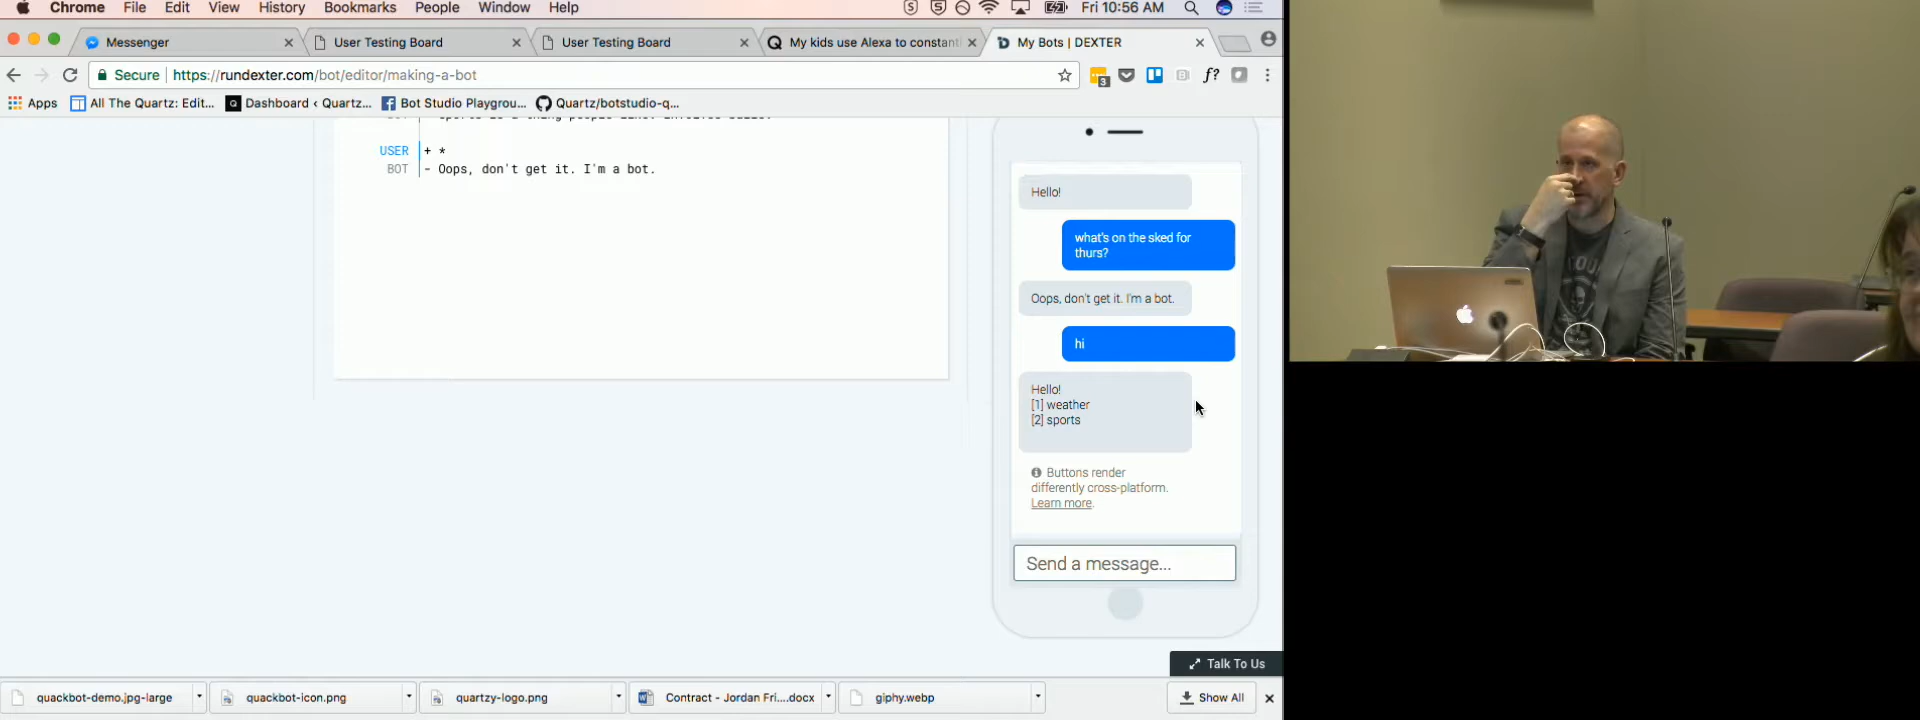 Chrome File Edit View History Bookmarks People Window Help Fri 10:56 AM
Messenger User Testing Board User Testing Board My kids use Alexa to constant My Bots | DEXTER
Secure https://rundexter.com/bot/editor/making-a-bot
3 f?
Apps All The Quartz: Edit... Dashboard ‹ Quartz... Bot Studio Playgrou... Quartz/botstudio-q...
USER + *
BOT - Oops, don't get it. I'm a bot.
Hello!
what's on the sked for
thurs?
Oops, don't get it. I'm a bot.
hi
Hello!
[1] weather
[2] sports
Buttons render
differently cross-platform.
Learn more.
Send a message...
Talk To Us
quackbot-demo.jpg-large quackbot-icon.png quartzy-logo.png Contract - Jordan Fri....docx giphy.webp Show All